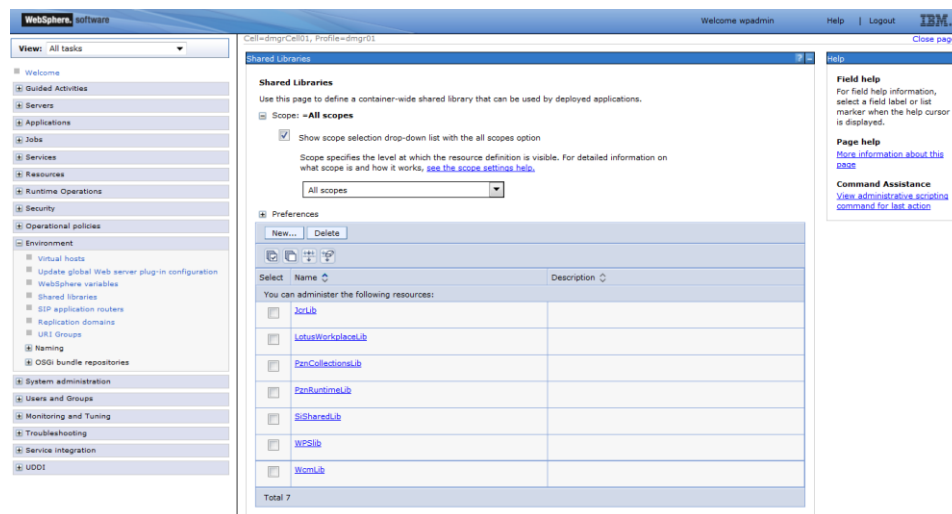 WebSphere. software
Welcome wpadmin
Help | Logout
IBM.
View: All tasks
Welcome
Guided Activities
Servers
Applications
Jobs
Services
Resources
Runtime Operations
Security
Operational policies
Environment
Virtual hosts
Update global Web server plug-in configuration
WebSphere variables
Shared libraries
SIP application routers
Replication domains
URI Groups
Naming
OSGi bundle repositories
System administration
Users and Groups
Monitoring and Tuning
Troubleshooting
Service integration
UDDI
Cell=dmgrCell01, Profile=dmgr01
Close page
Shared Libraries
? –
Shared Libraries
Use this page to define a container-wide shared library that can be used by deployed applications.
Scope: =All scopes
Show scope selection drop-down list with the all scopes option
Scope specifies the level at which the resource definition is visible. For detailed information on
what scope is and how it works, see the scope settings help.
All scopes
Preferences
New... Delete
Select Name Description
You can administer the following resources:
JcrLib
LotusWorkplaceLib
PznCollectionsLib
PznRuntimeLib
SiSharedLib
WPSlib
WcmLib
Total 7
Help
Field help
For field help information,
select a field label or list
marker when the help cursor
is displayed.
Page help
More information about this
page
Command Assistance
View administrative scripting
command for last action